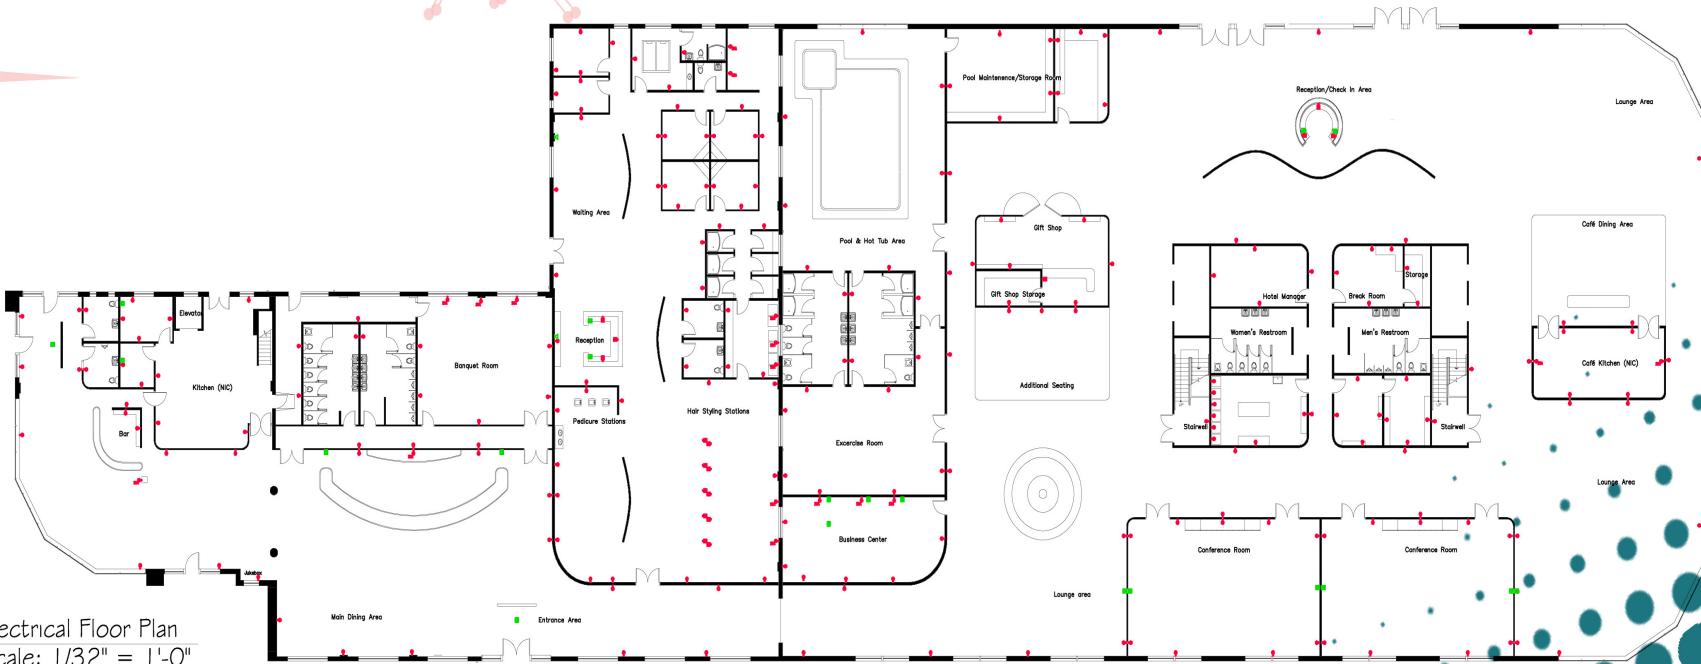 Pool Maintenence/Storage Room
Reception/Check In Area
Lounge Area
Waiting Area
Gift Shop
Café Dining Area
Pool & Hot Tub Area
Storage
Gift Shop Storage
Hotel Manager
Break Room
Elevator
Women's Restroom
Men's Restroom
Reception
Banquet Room
Café Kitchen (NIC)
Kitchen (NIC)
Additional Seating
Hair Styling Stations
Pedicure Stations
Bar
Stairwell
Stairwell
Excercise Room
Lounge Area
Business Center
Conference Room
Conference Room
Jukebox
Lounge area
Main Dining Area
Entrance Area
ectrical Floor Plan
cale: 1/32" = 1'-0"